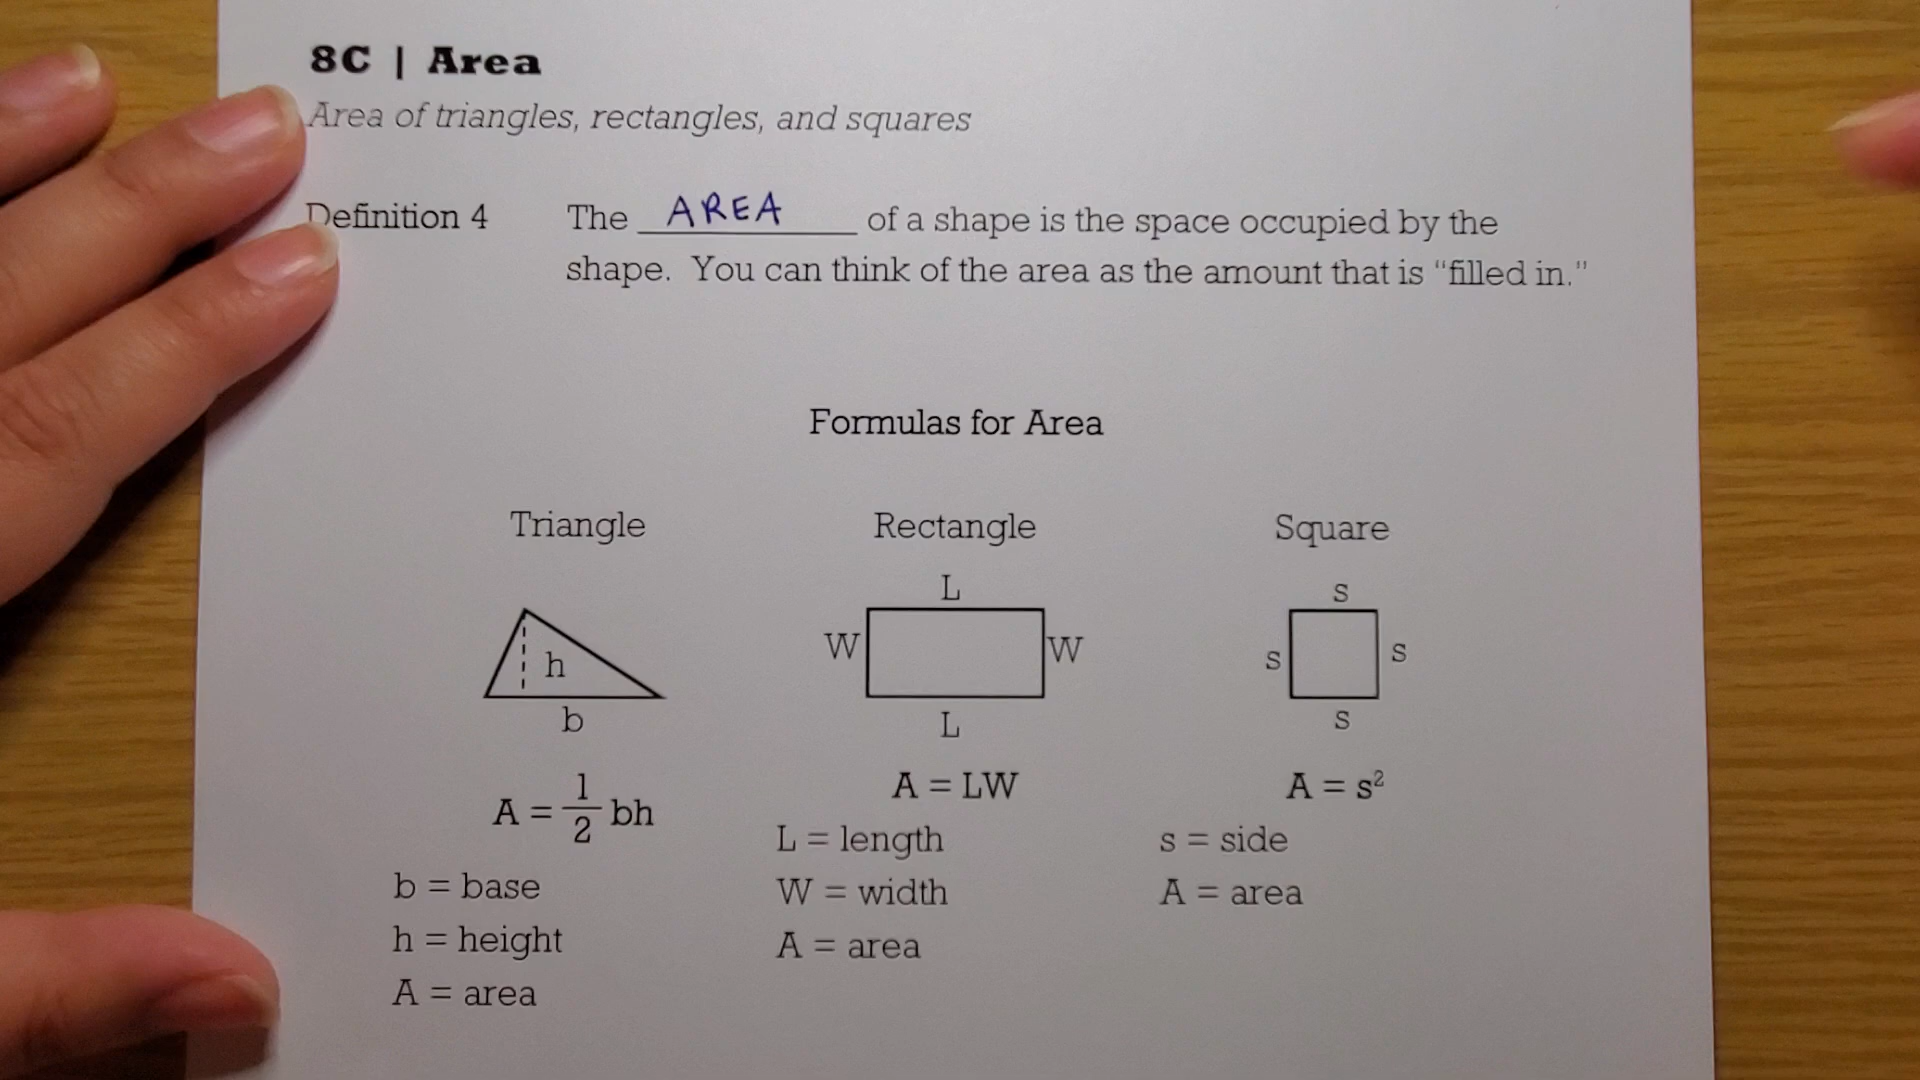 8C | Area
Area of triangles, rectangles, and squares
Definition 4 The AREA of a shape is the space occupied by the
shape. You can think of the area as the amount that is “filled in.”
Formulas for Area
Triangle
h
b
A = 1/2 bh
b = base
h = height
A = area
Rectangle
L
W W
L
A = LW
L = length
W = width
A = area
Square
s
s s
s
A = s²
s = side
A = area